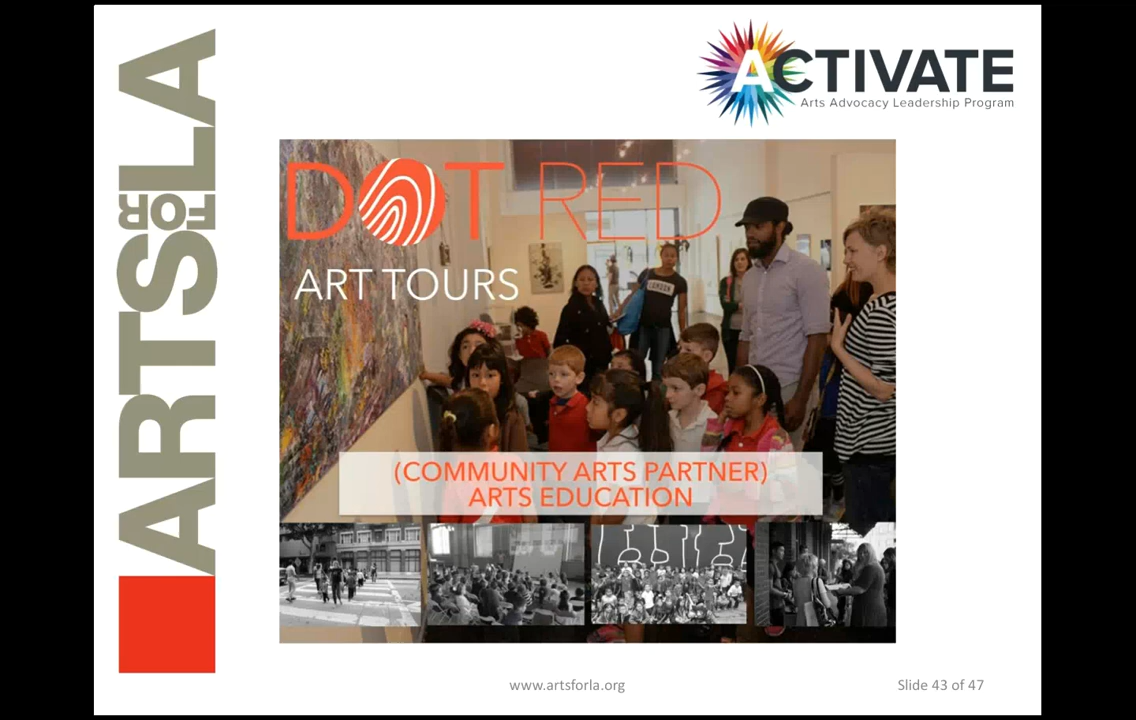 ARTS FOR LA
ACTIVATE
Arts Advocacy Leadership Program
DOT RED
ART TOURS
LONDON
(COMMUNITY ARTS PARTNER)
ARTS EDUCATION
www.artsforla.org
Slide 43 of 47